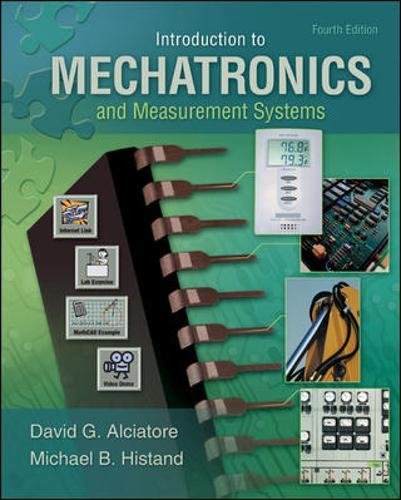 Fourth Edition
Introduction to
MECHATRONICS
and Measurement Systems
76.8
79.3
Internet Link
Lab Exercise
MathCAD Example
Video Demo
David G. Alciatore
Michael B. Histand